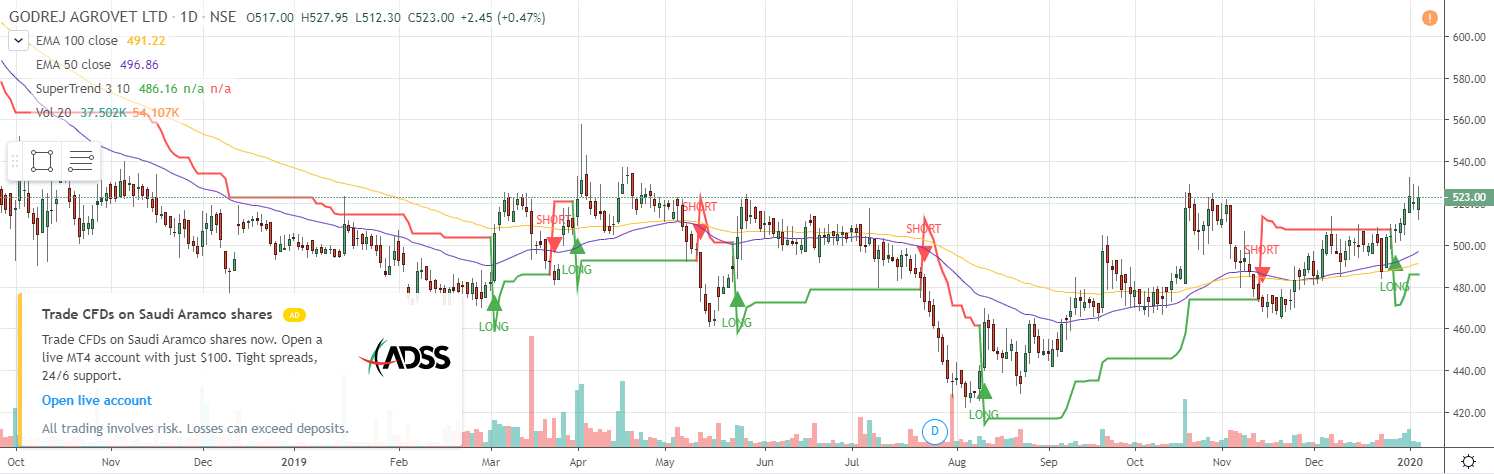 GODREJ AGROVET LTD · 1D · NSE O517.00 H527.95 L512.30 C523.00 +2.45 (+0.47%)
EMA 100 close 491.22
EMA 50 close 496.86
SuperTrend 3 10 486.16 n/a n/a
Vol 20 37.502K 54.107K
600.00
580.00
560.00
540.00
523.00
520.00
500.00
480.00
460.00
440.00
420.00
SHORT
SHORT
SHORT
SHORT
LONG
LONG
LONG
LONG
LONG
Trade CFDs on Saudi Aramco shares AD
Trade CFDs on Saudi Aramco shares now. Open a
live MT4 account with just $100. Tight spreads,
24/6 support.
ADSS
Open live account
All trading involves risk. Losses can exceed deposits.
D
Oct Nov Dec 2019 Feb Mar Apr May Jun Jul Aug Sep Oct Nov Dec 2020